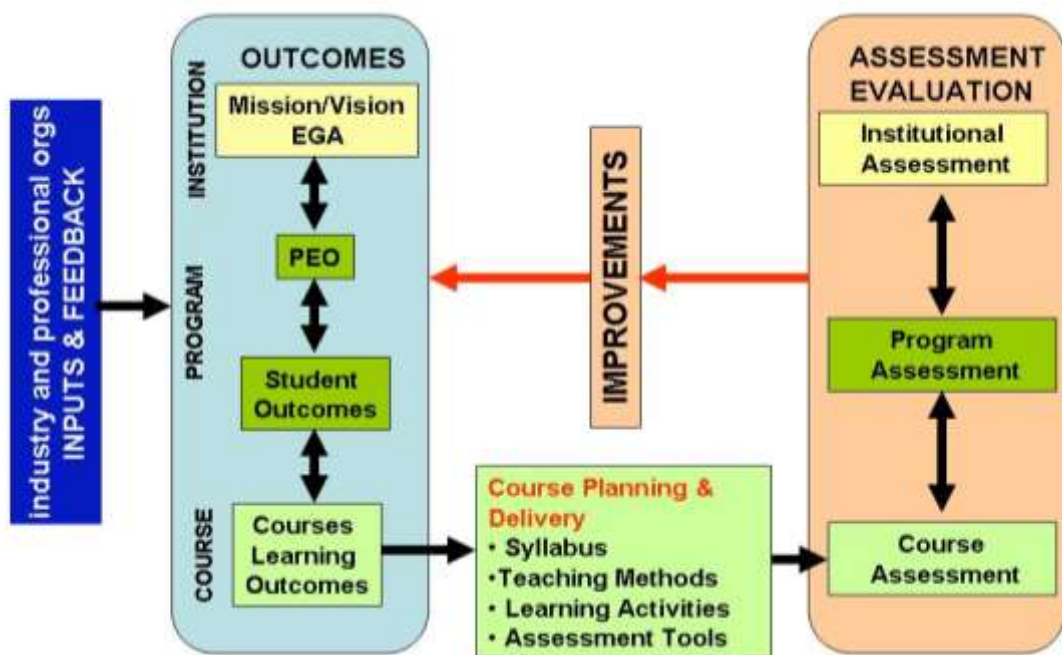 industry and professional orgs
INPUTS & FEEDBACK
OUTCOMES
INSTITUTION
Mission/Vision
EGA
PROGRAM
PEO
Student
Outcomes
COURSE
Courses
Learning
Outcomes
Course Planning &
Delivery
• Syllabus
•Teaching Methods
• Learning Activities
• Assessment Tools
IMPROVEMENTS
ASSESSMENT
EVALUATION
Institutional
Assessment
Program
Assessment
Course
Assessment